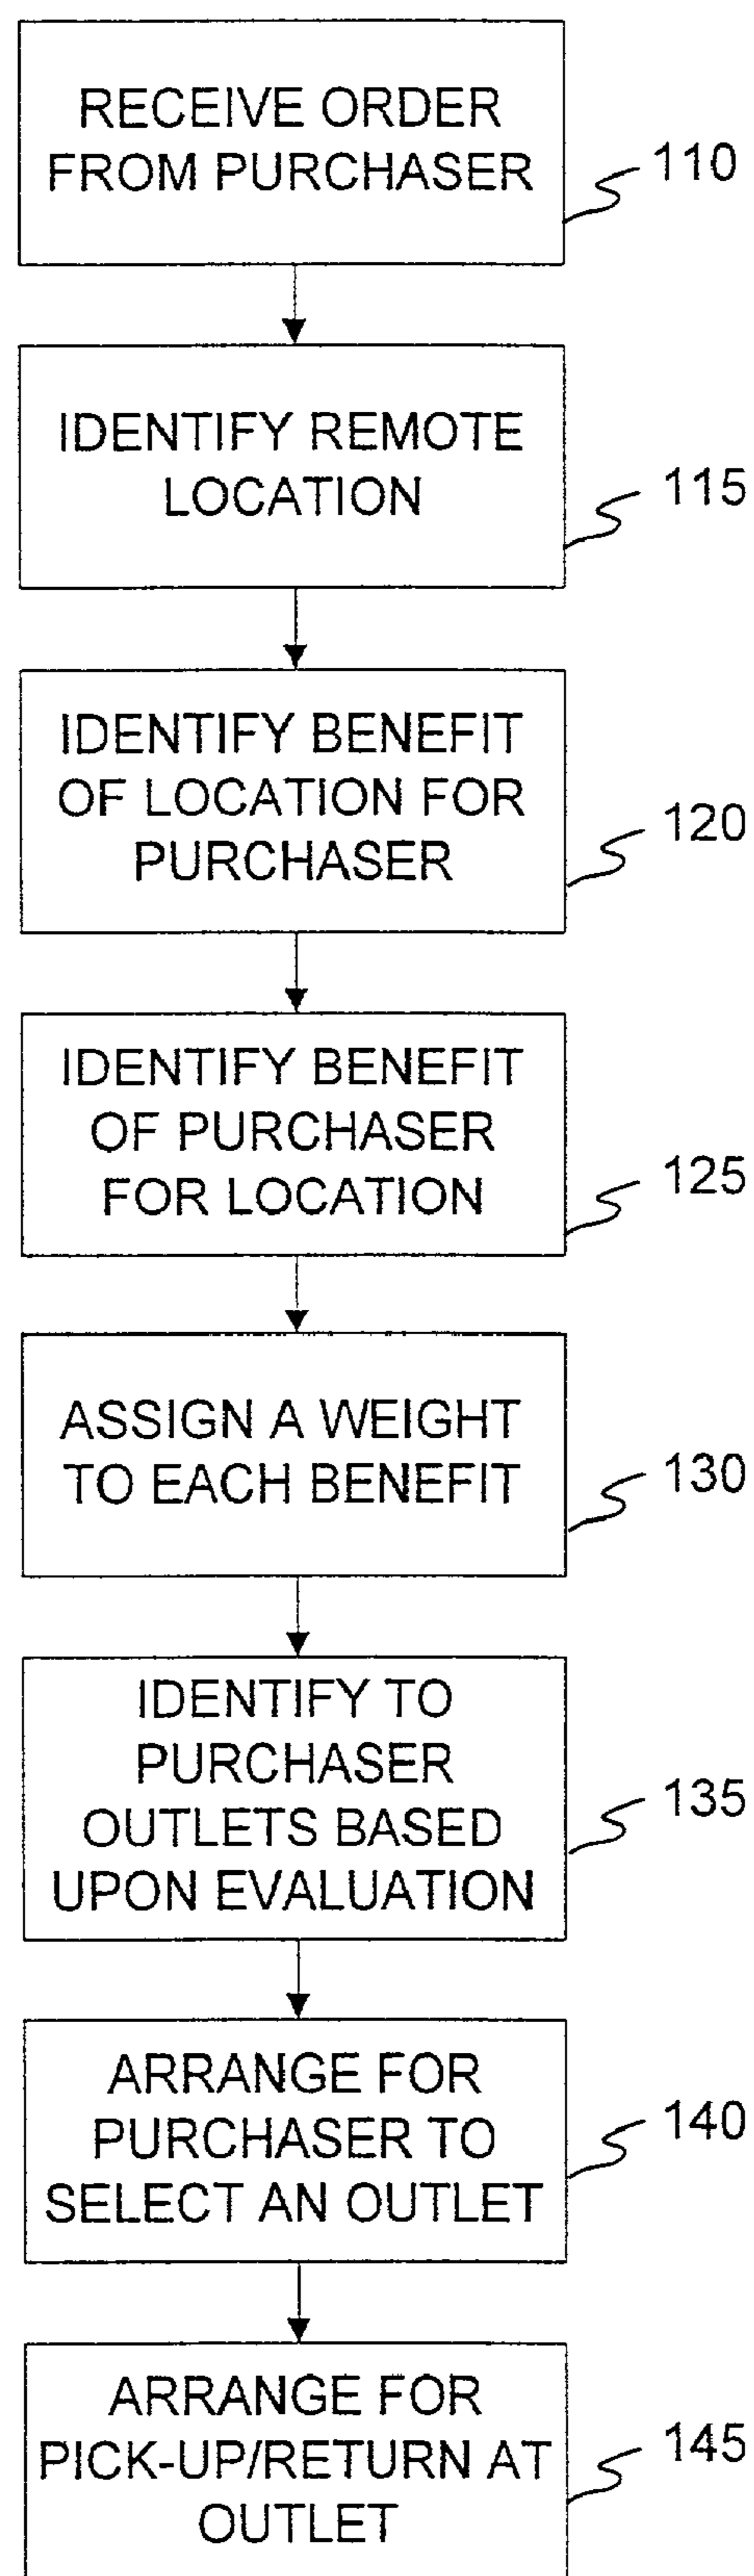 RECEIVE ORDER
FROM PURCHASER
110
IDENTIFY REMOTE
LOCATION
115
IDENTIFY BENEFIT
OF LOCATION FOR
PURCHASER
120
IDENTIFY BENEFIT
OF PURCHASER
FOR LOCATION
125
ASSIGN A WEIGHT
TO EACH BENEFIT
130
IDENTIFY TO
PURCHASER
OUTLETS BASED
UPON EVALUATION
135
ARRANGE FOR
PURCHASER TO
SELECT AN OUTLET
140
ARRANGE FOR
PICK-UP/RETURN AT
OUTLET
145